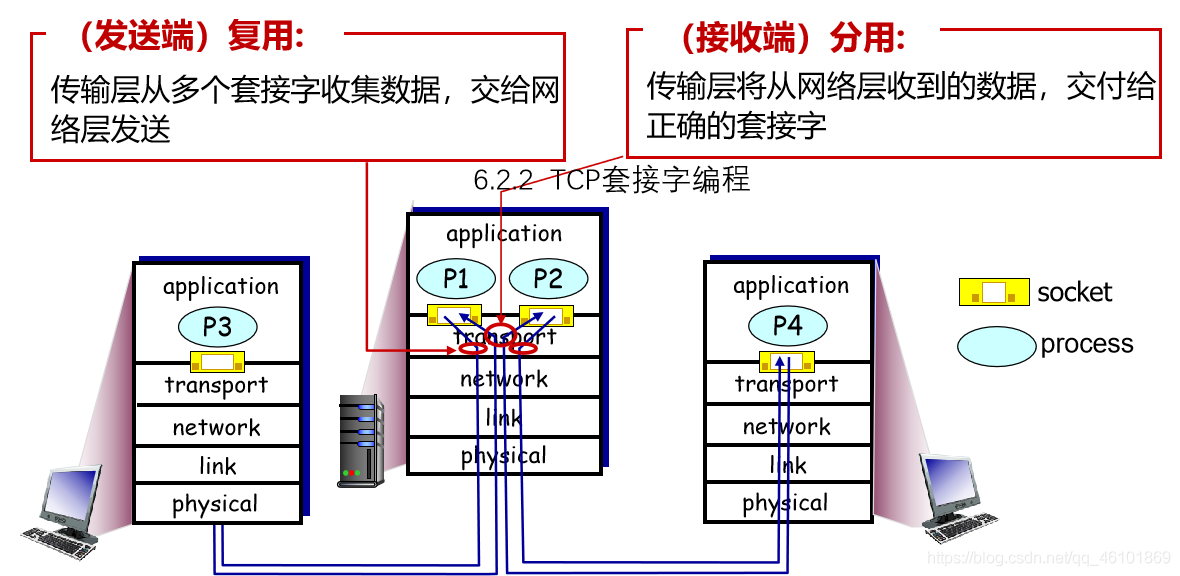 （发送端）复用:
传输层从多个套接字收集数据，交给网
络层发送
（接收端）分用:
传输层将从网络层收到的数据，交付给
正确的套接字
6.2.2 TCP套接字编程
application
P3
transport
network
link
physical
application
P1
P2
transport
network
link
physical
application
P4
transport
network
link
physical
socket
process
https://blog.csdn.net/qq_46101869